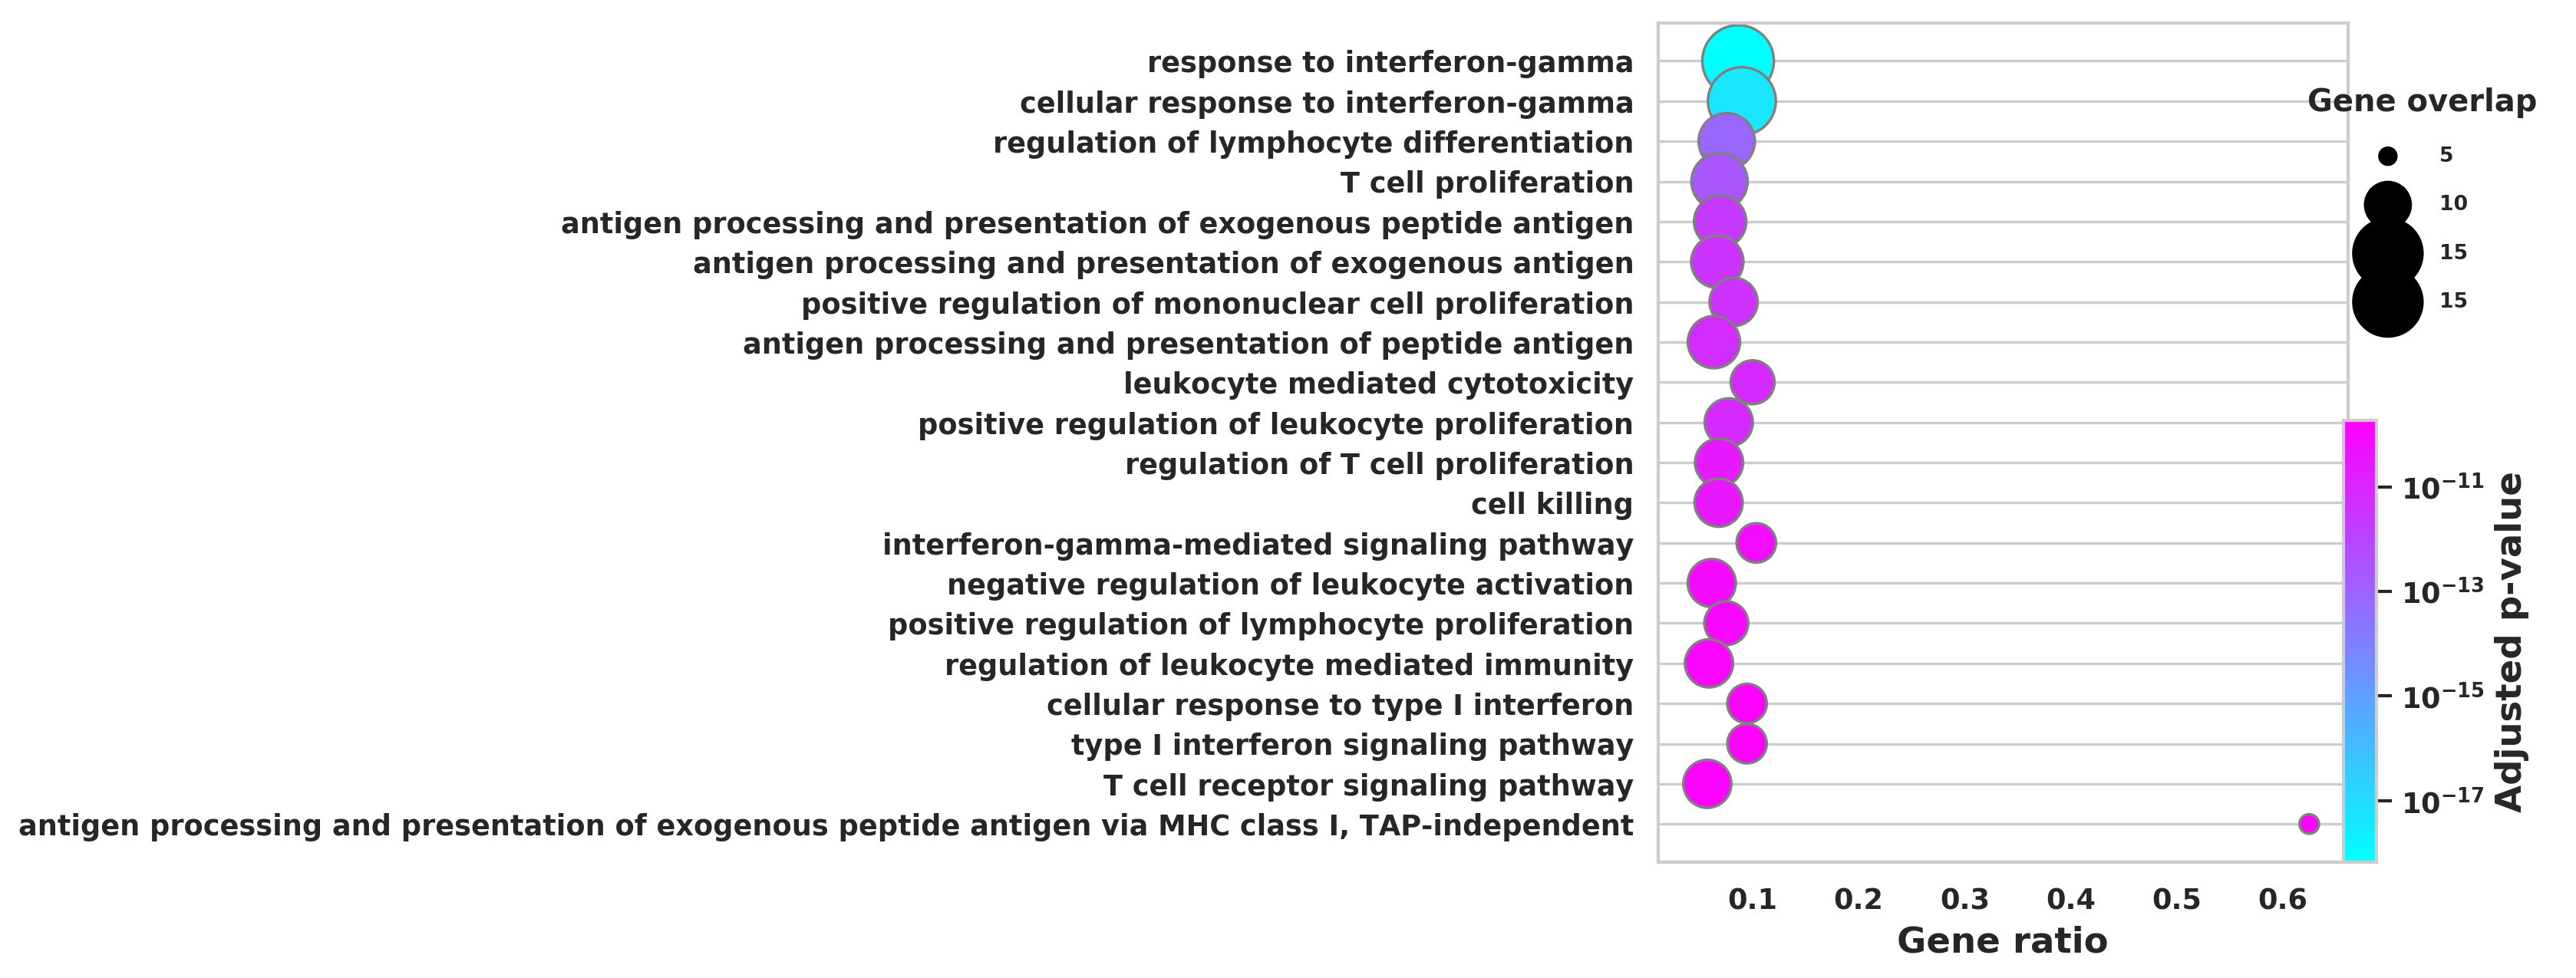 response to interferon-gamma
cellular response to interferon-gamma
regulation of lymphocyte differentiation
T cell proliferation
antigen processing and presentation of exogenous peptide antigen
antigen processing and presentation of exogenous antigen
positive regulation of mononuclear cell proliferation
antigen processing and presentation of peptide antigen
leukocyte mediated cytotoxicity
positive regulation of leukocyte proliferation
regulation of T cell proliferation
cell killing
interferon-gamma-mediated signaling pathway
negative regulation of leukocyte activation
positive regulation of lymphocyte proliferation
regulation of leukocyte mediated immunity
cellular response to type I interferon
type I interferon signaling pathway
T cell receptor signaling pathway
antigen processing and presentation of exogenous peptide antigen via MHC class I, TAP-independent
0.1 0.2 0.3 0.4 0.5 0.6
Gene ratio
Gene overlap
5
10
15
15
10⁻¹¹
10⁻¹³
10⁻¹⁵
10⁻¹⁷
Adjusted p-value